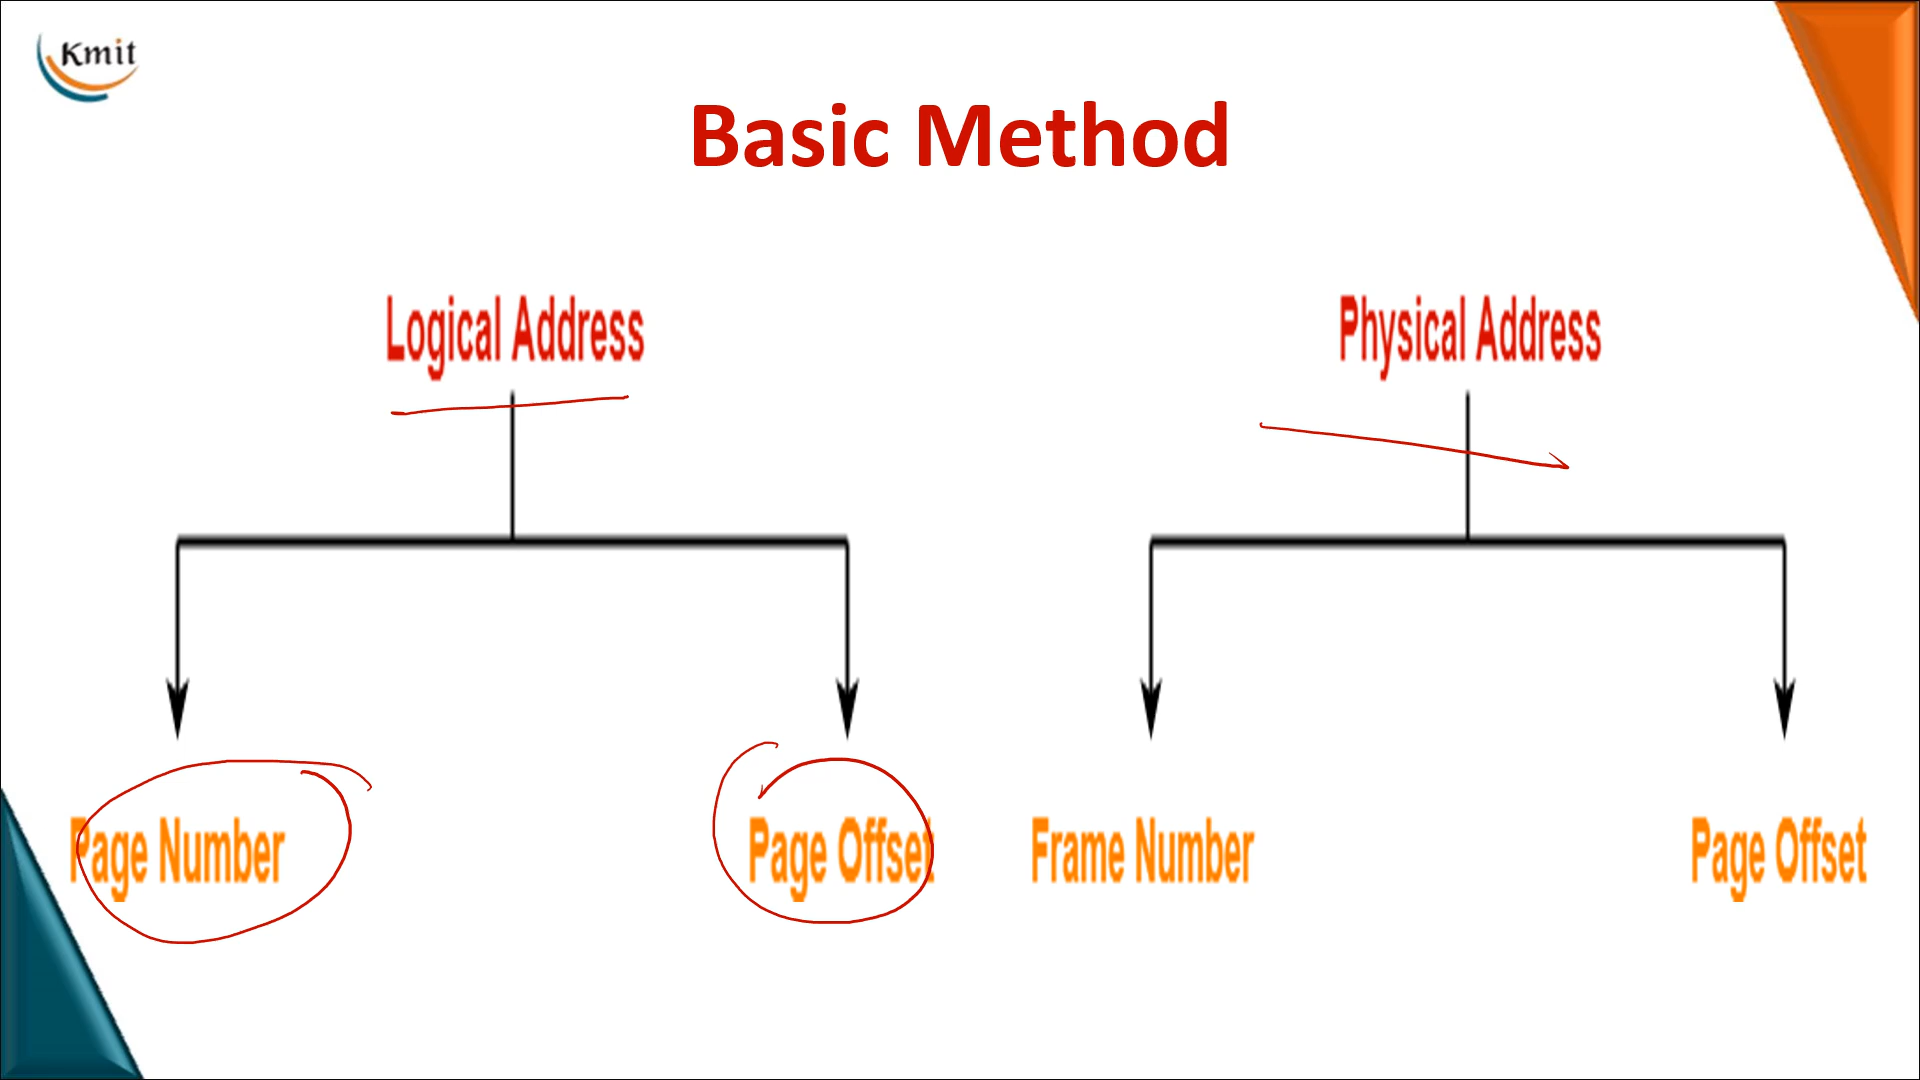 Kmit
Basic Method
Logical Address
Physical Address
Page Number
Page Offset
Frame Number
Page Offset